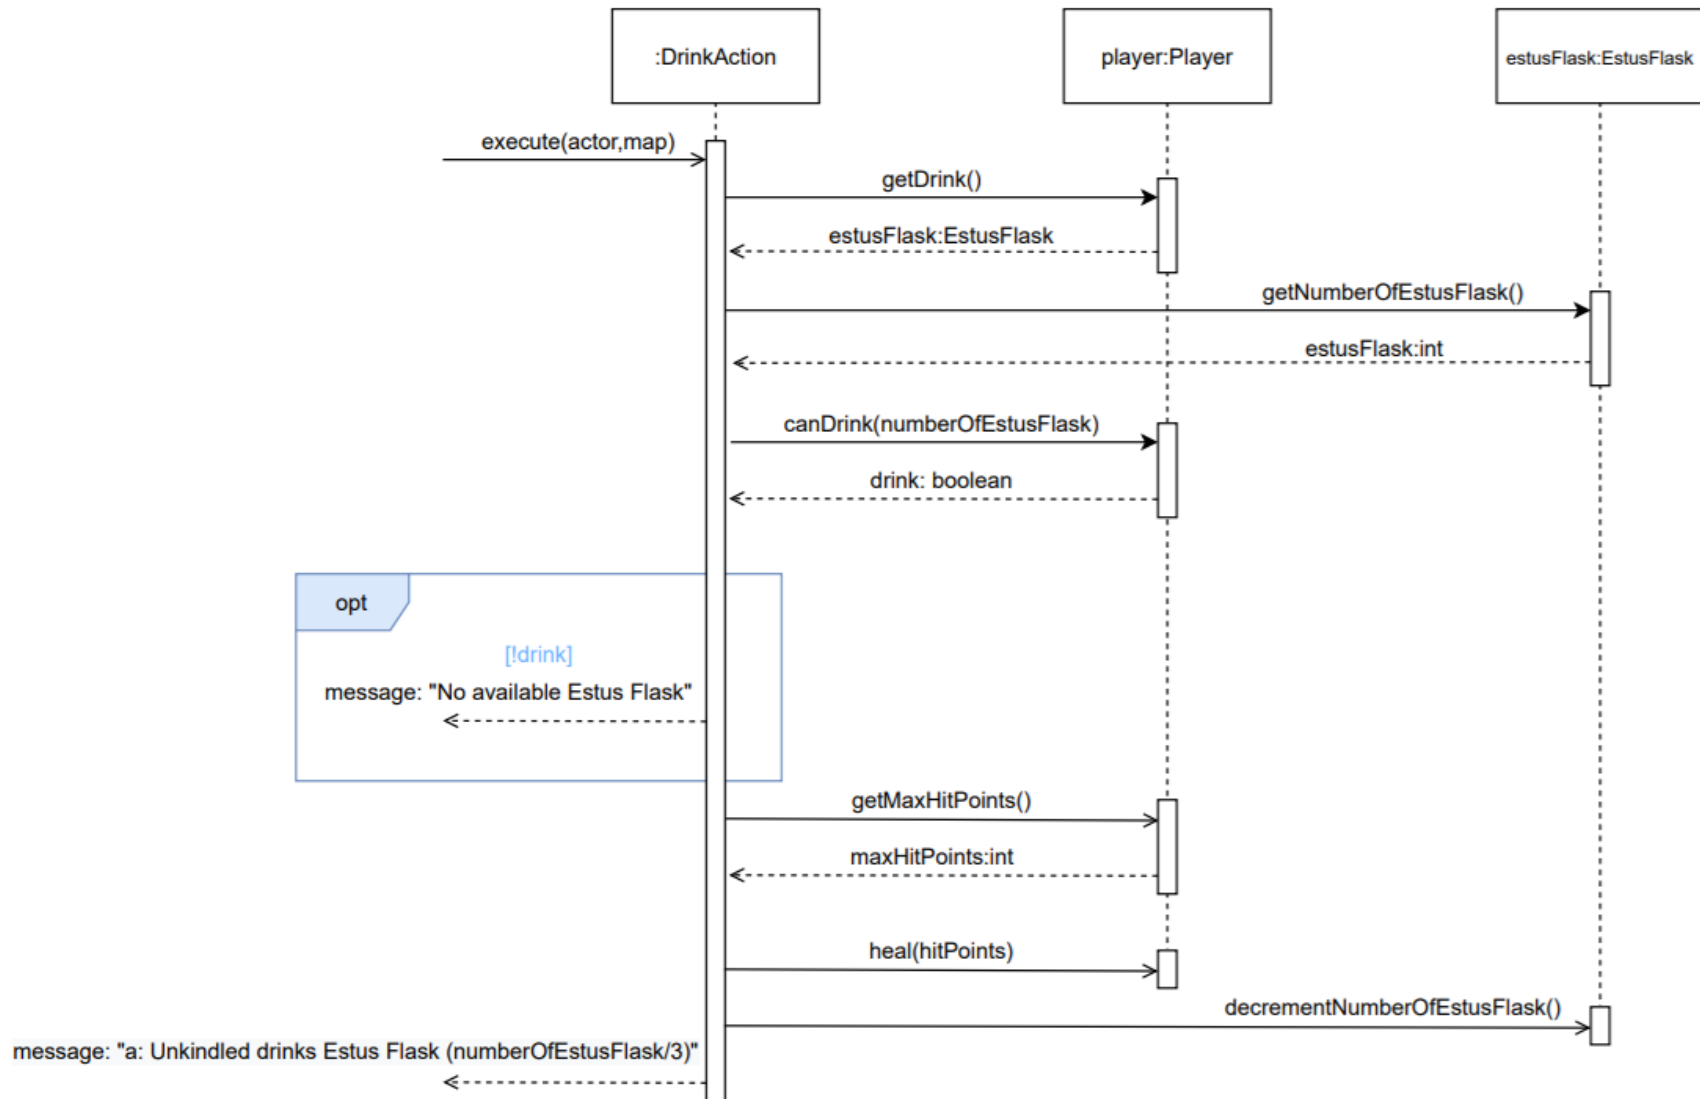 :DrinkAction
player:Player
estusFlask:EstusFlask
execute(actor,map)
getDrink()
estusFlask:EstusFlask
getNumberOfEstusFlask()
estusFlask:int
canDrink(numberOfEstusFlask)
drink: boolean
opt
[!drink]
message: "No available Estus Flask"
getMaxHitPoints()
maxHitPoints:int
heal(hitPoints)
decrementNumberOfEstusFlask()
message: "a: Unkindled drinks Estus Flask (numberOfEstusFlask/3)"